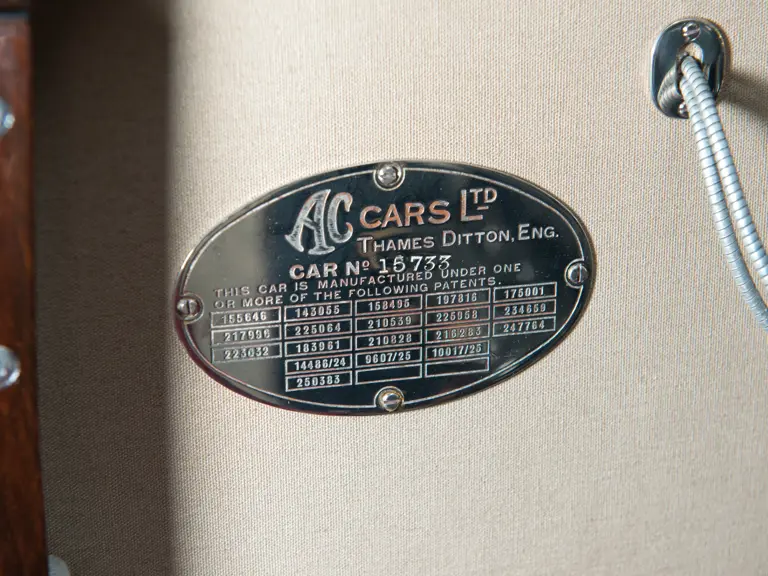 AC CARS LTD
THAMES DITTON, ENG.
CAR No 15733
THIS CAR IS MANUFACTURED UNDER ONE
OR MORE OF THE FOLLOWING PATENTS.
155646 143055 158495 197816 175001
217996 225064 210539 225058 234659
223032 183961 210828 216283 247764
14486/24 9607/25 10017/25
250383